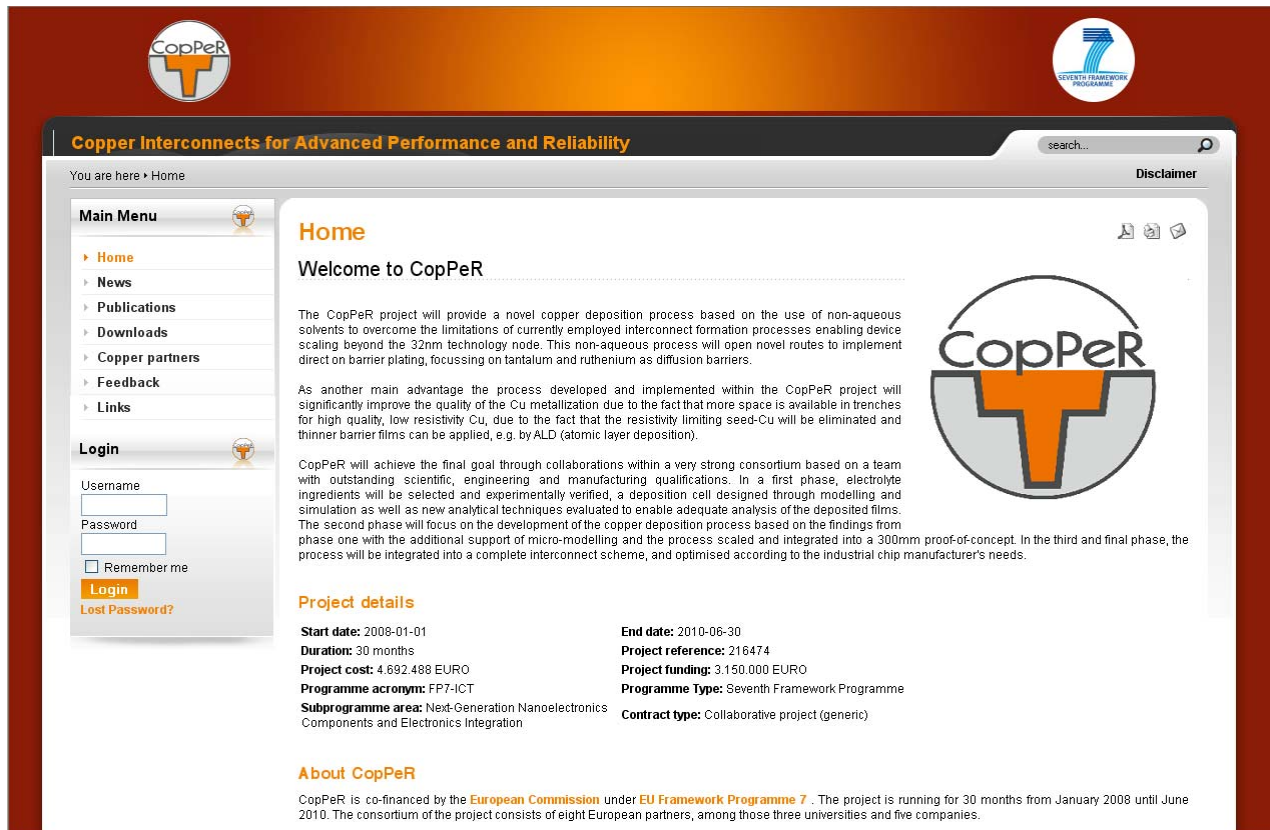 CopPeR
7
SEVENTH FRAMEWORK
PROGRAMME
Copper Interconnects for Advanced Performance and Reliability
search...
You are here Home
Disclaimer
Main Menu
Home
News
Publications
Downloads
Copper partners
Feedback
Links
Login
Username
Password
Remember me
Login
Lost Password?
Home
Welcome to CopPeR
The CopPeR project will provide a novel copper deposition process based on the use of non-aqueous
solvents to overcome the limitations of currently employed interconnect formation processes enabling device
scaling beyond the 32nm technology node. This non-aqueous process will open novel routes to implement
direct on barrier plating, focussing on tantalum and ruthenium as diffusion barriers.
As another main advantage the process developed and implemented within the CopPeR project will
significantly improve the quality of the Cu metallization due to the fact that more space is available in trenches
for high quality, low resistivity Cu, due to the fact that the resistivity limiting seed-Cu will be eliminated and
thinner barrier films can be applied, e.g. by ALD (atomic layer deposition).
CopPeR will achieve the final goal through collaborations within a very strong consortium based on a team
with outstanding scientific, engineering and manufacturing qualifications. In a first phase, electrolyte
ingredients will be selected and experimentally verified, a deposition cell designed through modelling and
simulation as well as new analytical techniques evaluated to enable adequate analysis of the deposited films.
The second phase will focus on the development of the copper deposition process based on the findings from
phase one with the additional support of micro-modelling and the process scaled and integrated into a 300mm proof-of-concept. In the third and final phase, the
process will be integrated into a complete interconnect scheme, and optimised according to the industrial chip manufacturer's needs.
CopPeR
Project details
Start date: 2008-01-01
End date: 2010-06-30
Duration: 30 months
Project reference: 216474
Project cost: 4.692.488 EURO
Project funding: 3.150.000 EURO
Programme acronym: FP7-ICT
Programme Type: Seventh Framework Programme
Subprogramme area: Next-Generation Nanoelectronics
Components and Electronics Integration
Contract type: Collaborative project (generic)
About CopPeR
CopPeR is co-financed by the European Commission under EU Framework Programme 7 . The project is running for 30 months from January 2008 until June
2010. The consortium of the project consists of eight European partners, among those three universities and five companies.